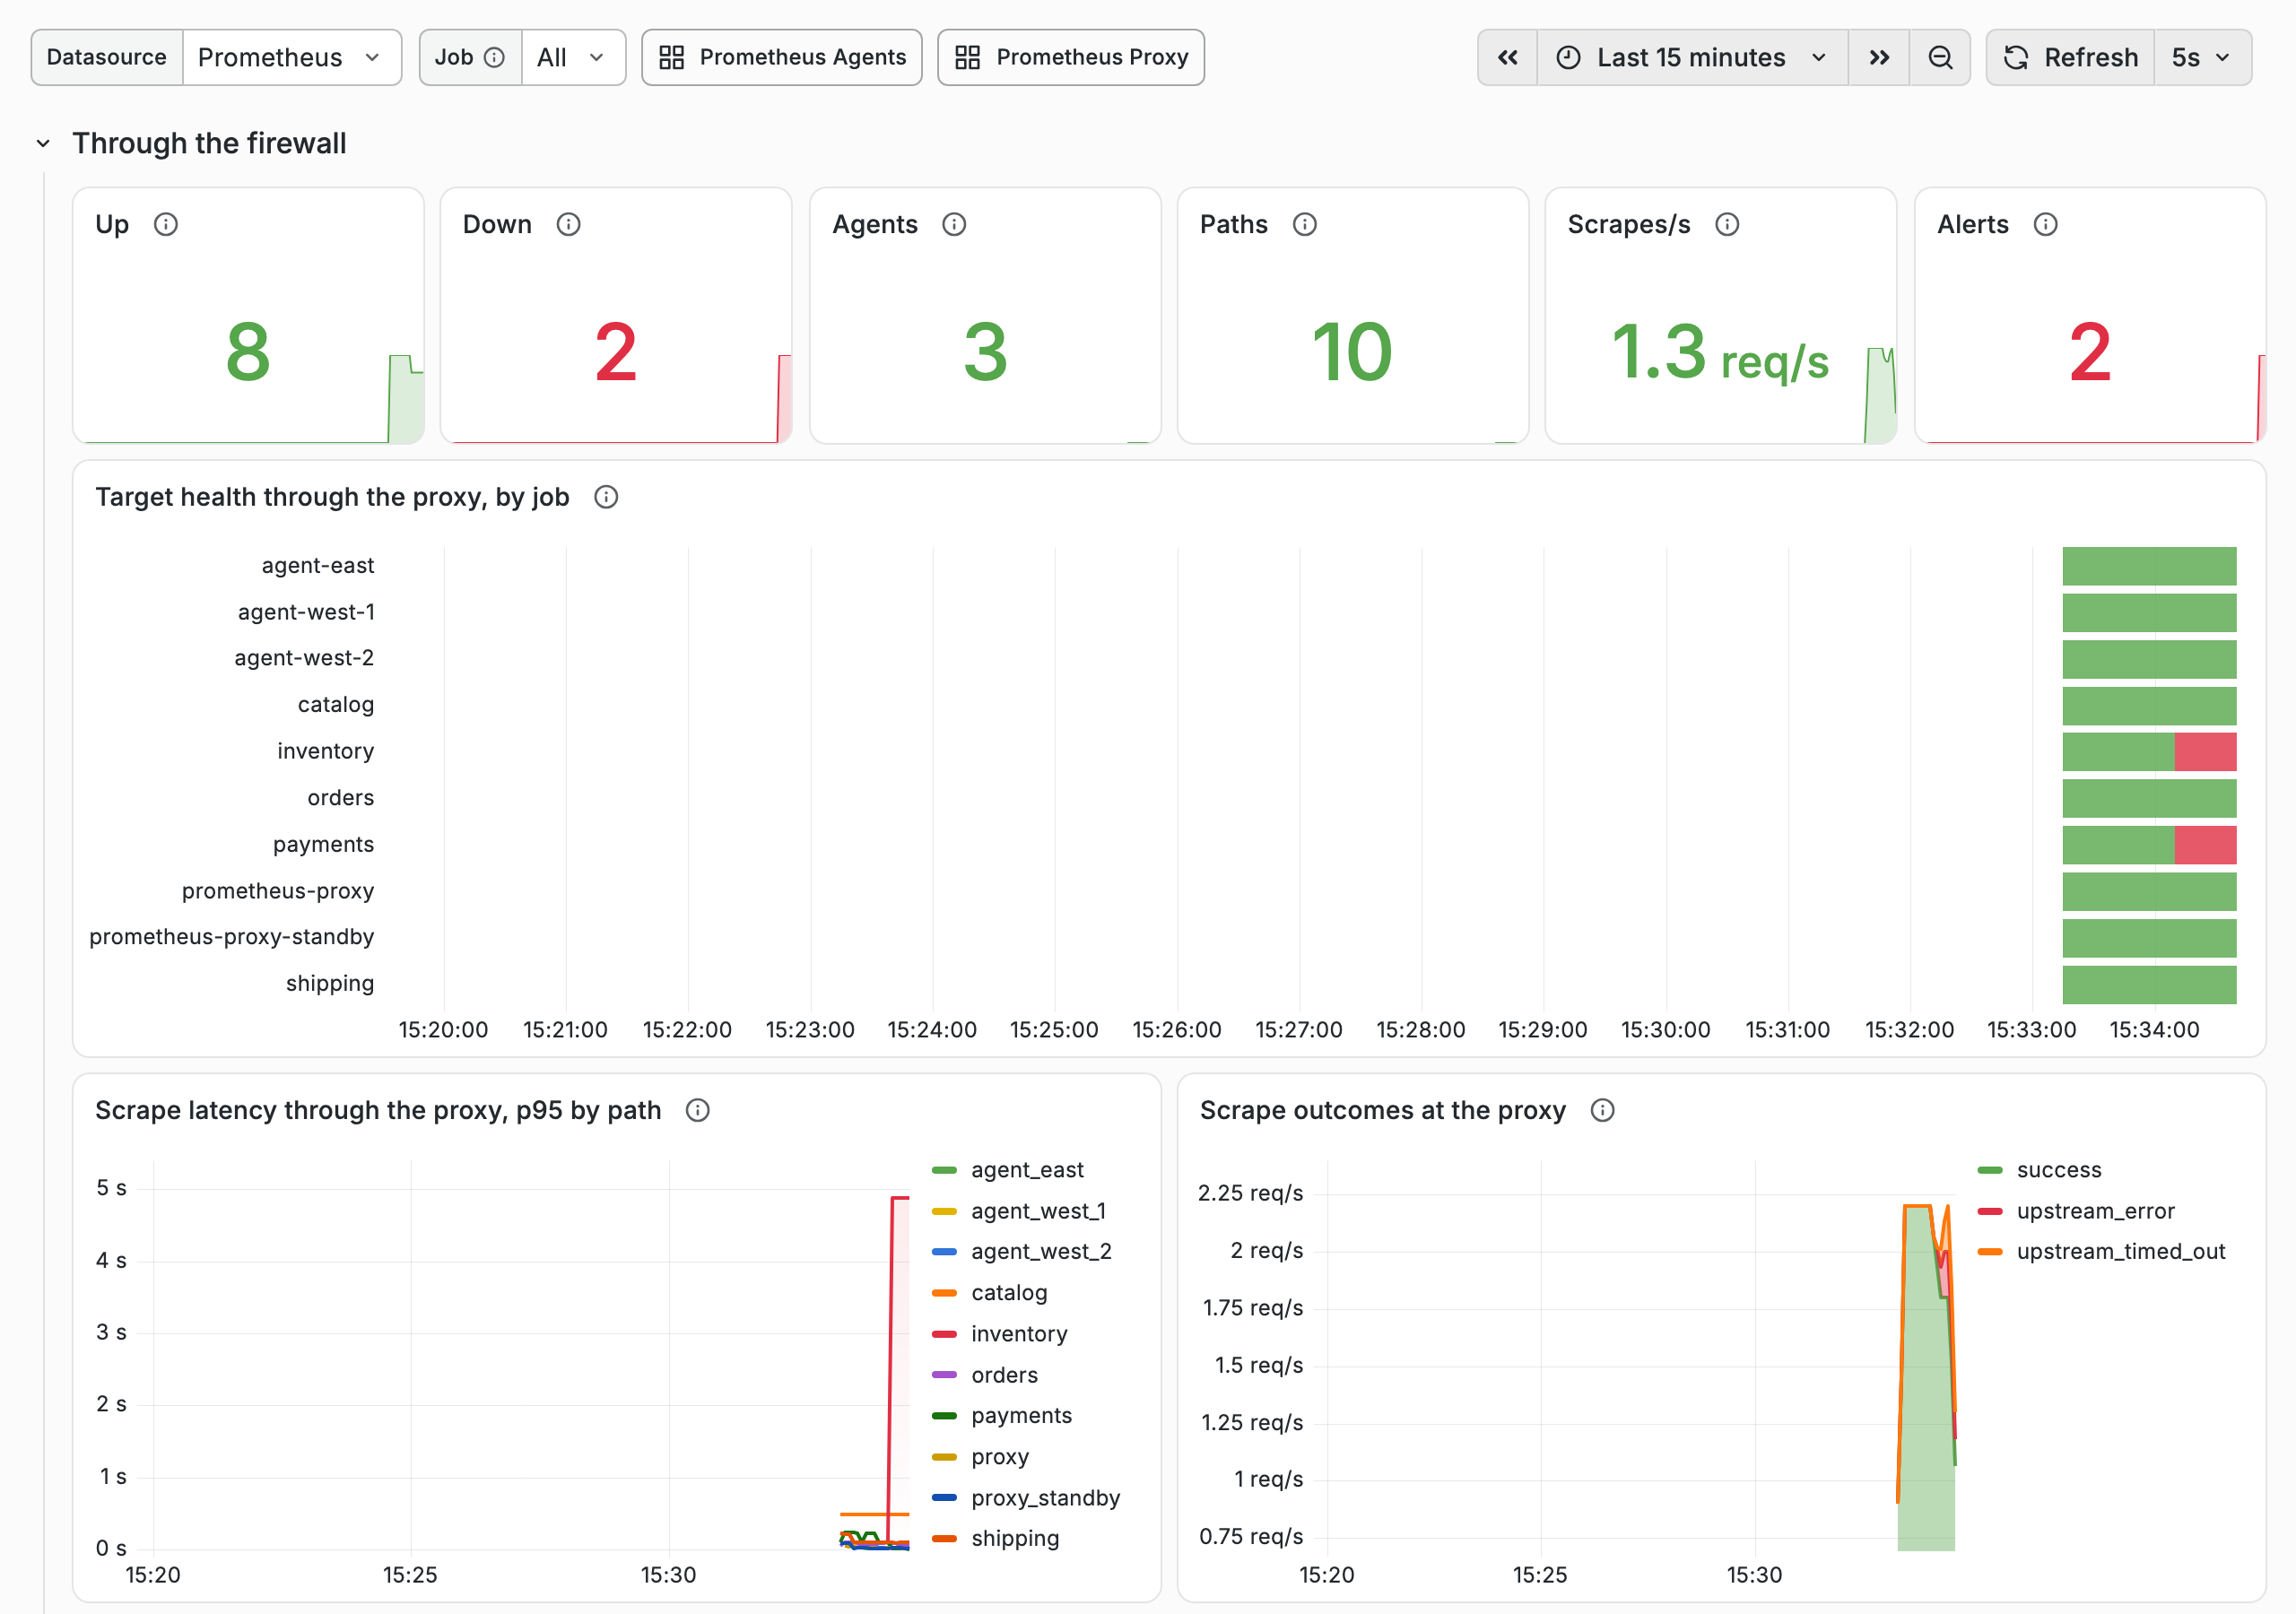 Datasource Prometheus Job All Prometheus Agents Prometheus Proxy Last 15 minutes Refresh 5s
Through the firewall
Up Down Agents Paths Scrapes/s Alerts
8 2 3 10 1.3 req/s 2
Target health through the proxy, by job
agent-east
agent-west-1
agent-west-2
catalog
inventory
orders
payments
prometheus-proxy
prometheus-proxy-standby
shipping
15:20:00 15:21:00 15:22:00 15:23:00 15:24:00 15:25:00 15:26:00 15:27:00 15:28:00 15:29:00 15:30:00 15:31:00 15:32:00 15:33:00 15:34:00
Scrape latency through the proxy, p95 by path
5 s
4 s
3 s
2 s
1 s
0 s
15:20 15:25 15:30
agent_east
agent_west_1
agent_west_2
catalog
inventory
orders
payments
proxy
proxy_standby
shipping
Scrape outcomes at the proxy
2.25 req/s
2 req/s
1.75 req/s
1.5 req/s
1.25 req/s
1 req/s
0.75 req/s
15:20 15:25 15:30
success
upstream_error
upstream_timed_out